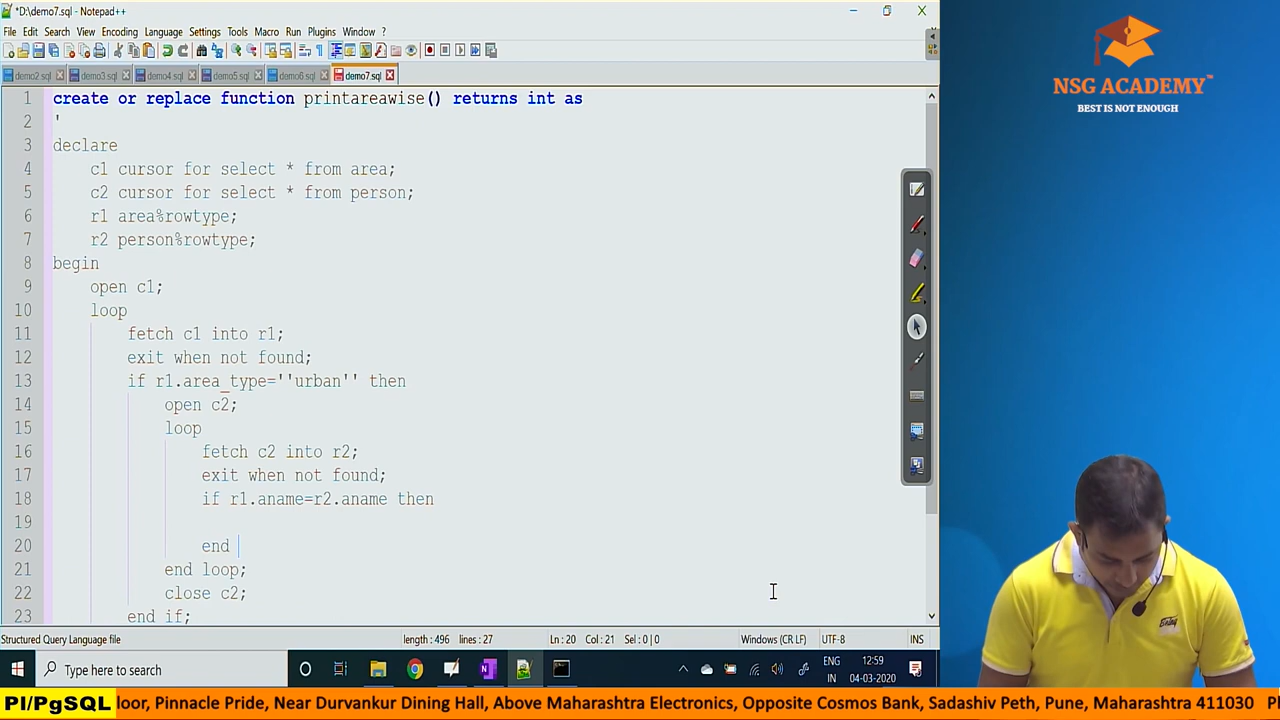 *D:\demo7.sql - Notepad++
File Edit Search View Encoding Language Settings Tools Macro Run Plugins Window ?
demo2.sql demo3.sql demo4.sql demo5.sql demo6.sql demo7.sql
1 create or replace function printareawise() returns int as
2 '
3 declare
4 c1 cursor for select * from area;
5 c2 cursor for select * from person;
6 r1 area%rowtype;
7 r2 person%rowtype;
8 begin
9 open c1;
10 loop
11 fetch c1 into r1;
12 exit when not found;
13 if r1.area_type=''urban'' then
14 open c2;
15 loop
16 fetch c2 into r2;
17 exit when not found;
18 if r1.aname=r2.aname then
19
20 end
21 end loop;
22 close c2;
23 end if;
Structured Query Language file length : 496 lines : 27 Ln : 20 Col : 21 Sel : 0 | 0 Windows (CR LF) UTF-8 INS
Type here to search
ENG
IN
12:59
04-03-2020
NSG ACADEMY™
BEST IS NOT ENOUGH
Pl/PgSQL loor, Pinnacle Pride, Near Durvankur Dining Hall, Above Maharashtra Electronics, Opposite Cosmos Bank, Sadashiv Peth, Pune, Maharashtra 411030